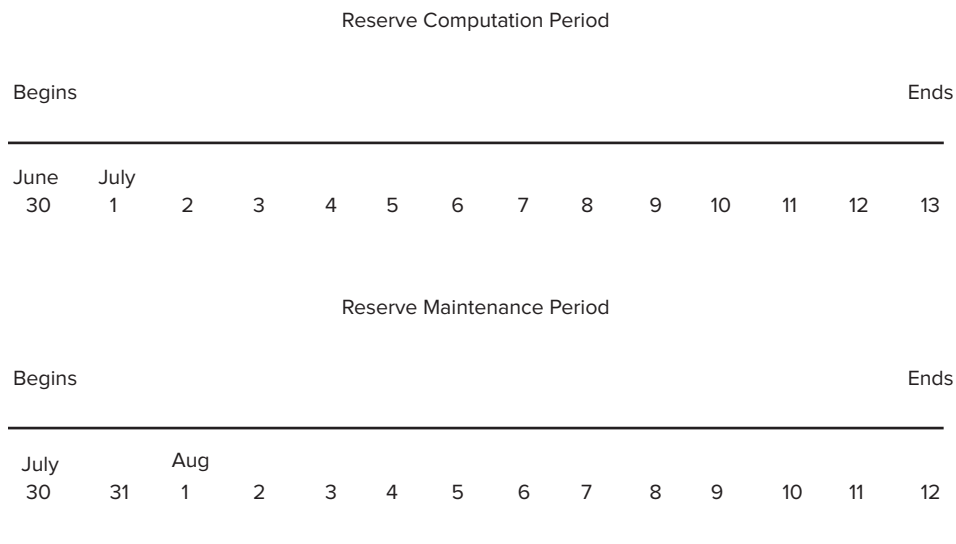 Reserve Computation Period
Begins Ends
June July
30 1 2 3 4 5 6 7 8 9 10 11 12 13
Reserve Maintenance Period
Begins Ends
July Aug
30 31 1 2 3 4 5 6 7 8 9 10 11 12